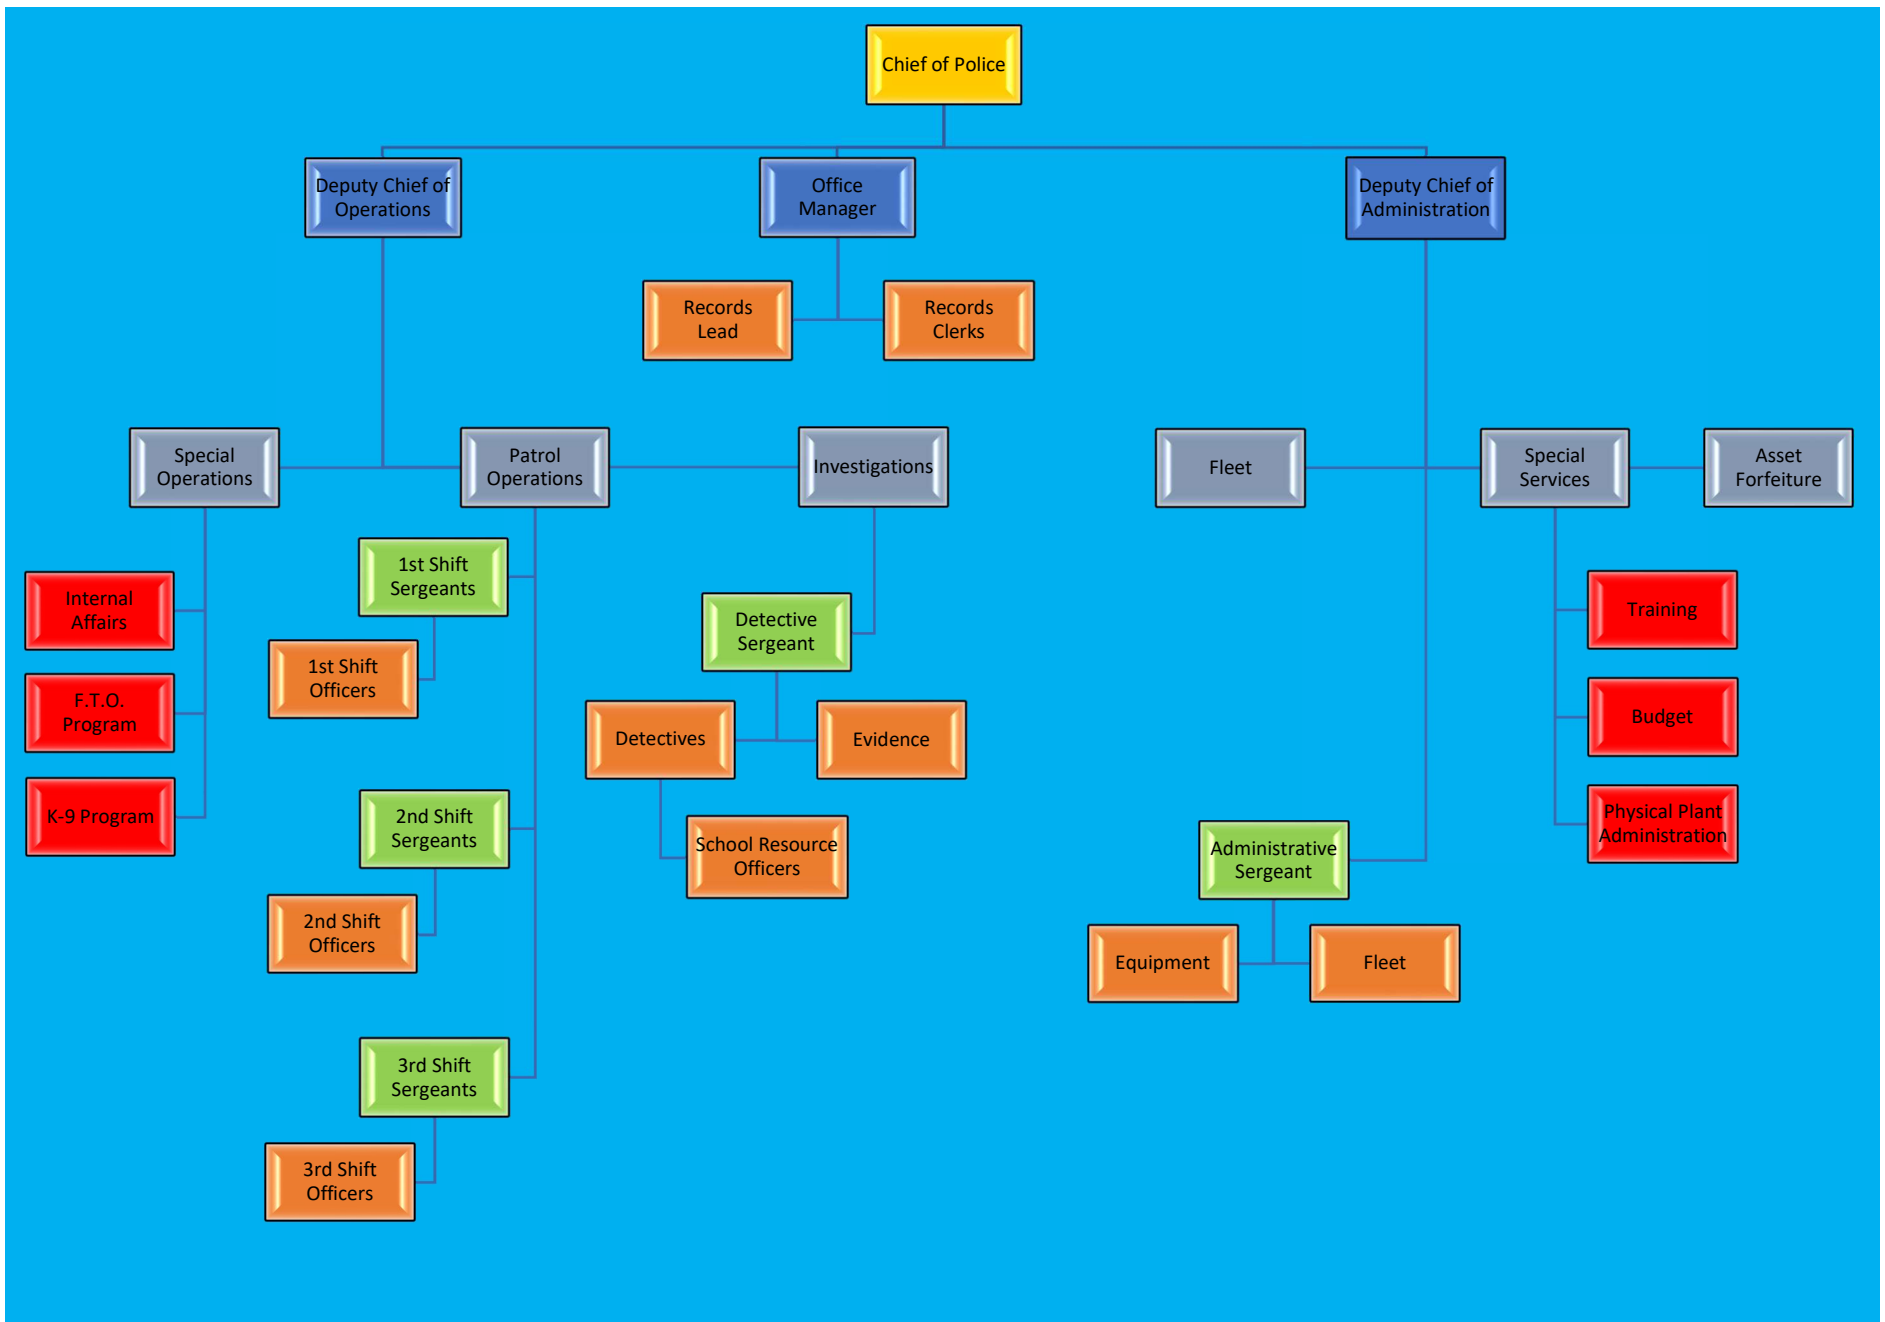 Chief of Police
Deputy Chief of
Operations
Office
Manager
Deputy Chief of
Administration
Records
Lead
Records
Clerks
Special
Operations
Patrol
Operations
Investigations
Fleet
Special
Services
Asset
Forfeiture
Internal
Affairs
F.T.O.
Program
K-9 Program
1st Shift
Sergeants
1st Shift
Officers
2nd Shift
Sergeants
2nd Shift
Officers
3rd Shift
Sergeants
3rd Shift
Officers
Detective
Sergeant
Detectives
Evidence
School Resource
Officers
Training
Budget
Physical Plant
Administration
Administrative
Sergeant
Equipment
Fleet